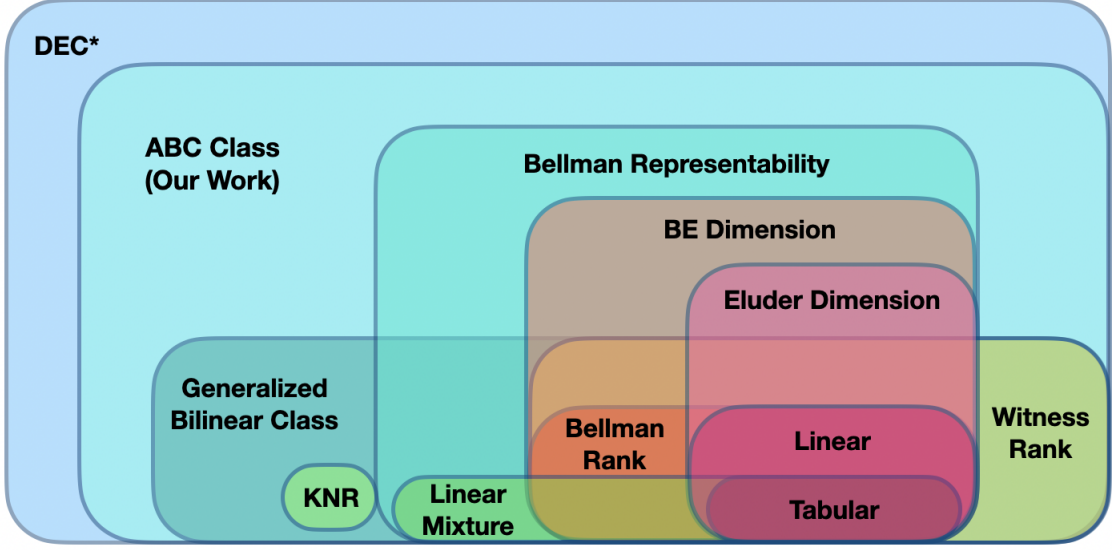 DEC*
ABC Class
(Our Work)
Bellman Representability
BE Dimension
Eluder Dimension
Generalized
Bilinear Class
Witness
Rank
Bellman
Rank
Linear
KNR
Linear
Mixture
Tabular